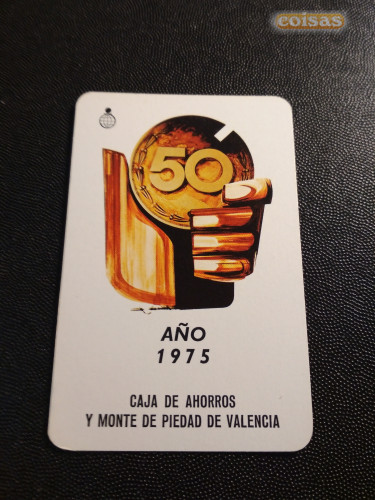 coisas
50
AÑO
1975
CAJA DE AHORROS
Y MONTE DE PIEDAD DE VALENCIA